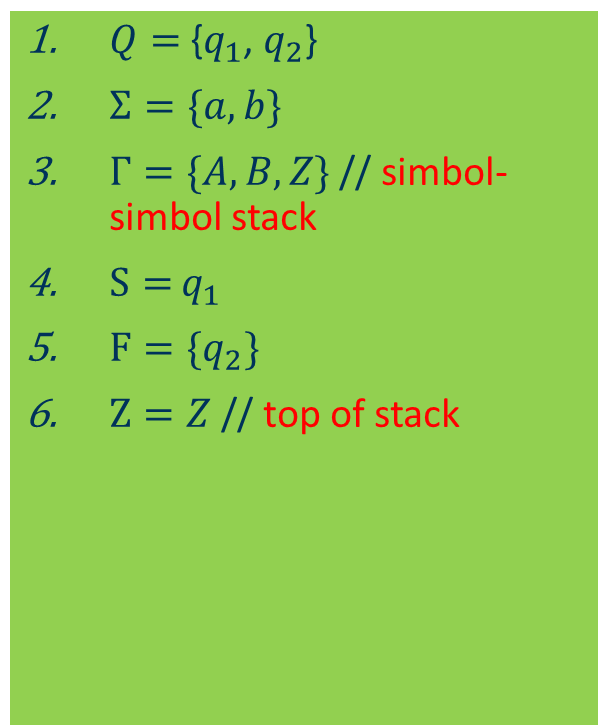 1. Q = {q₁, q₂}
2. Σ = {a, b}
3. Γ = {A, B, Z} // simbol-
simbol stack
4. S = q₁
5. F = {q₂}
6. Z = Z // top of stack